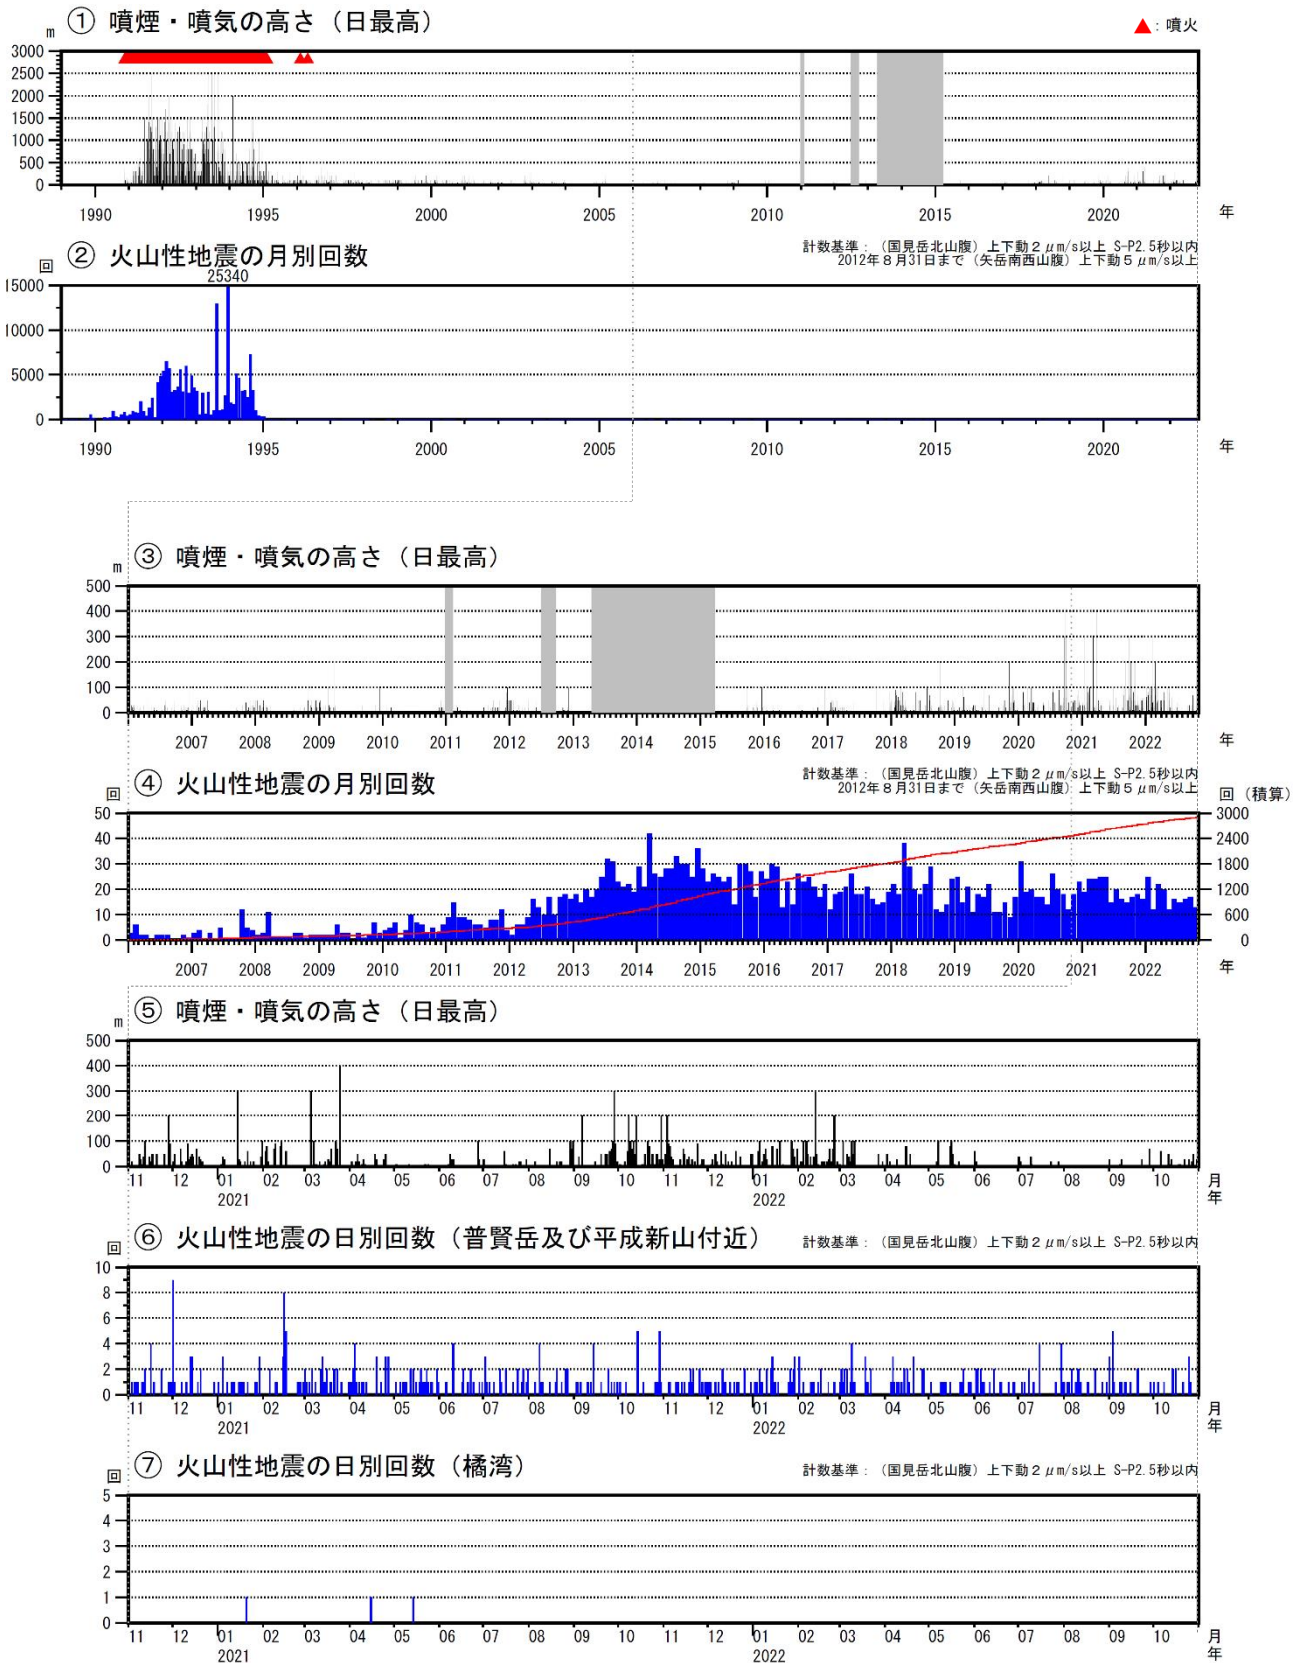 ① 噴煙・噴気の高さ（日最高）
▲：噴火
m
3000
2500
2000
1500
1000
500
0
1990 1995 2000 2005 2010 2015 2020 年
② 火山性地震の月別回数
計数基準：（国見岳北山腹）上下動２μm/s以上 S-P2.5秒以内
2012年８月31日まで（矢岳南西山腹）上下動５μm/s以上
回
25340
15000
10000
5000
0
1990 1995 2000 2005 2010 2015 2020 年
③ 噴煙・噴気の高さ（日最高）
m
500
400
300
200
100
0
2007 2008 2009 2010 2011 2012 2013 2014 2015 2016 2017 2018 2019 2020 2021 2022 年
④ 火山性地震の月別回数
計数基準：（国見岳北山腹）上下動２μm/s以上 S-P2.5秒以内
2012年８月31日まで（矢岳南西山腹）上下動５μm/s以上
回 回（積算）
50 3000
40 2400
30 1800
20 1200
10 600
0 0
2007 2008 2009 2010 2011 2012 2013 2014 2015 2016 2017 2018 2019 2020 2021 2022 年
⑤ 噴煙・噴気の高さ（日最高）
m
500
400
300
200
100
0
11 12 01 02 03 04 05 06 07 08 09 10 11 12 01 02 03 04 05 06 07 08 09 10 月
2021 2022 年
⑥ 火山性地震の日別回数（普賢岳及び平成新山付近）
計数基準：（国見岳北山腹）上下動２μm/s以上 S-P2.5秒以内
回
10
8
6
4
2
0
11 12 01 02 03 04 05 06 07 08 09 10 11 12 01 02 03 04 05 06 07 08 09 10 月
2021 2022 年
⑦ 火山性地震の日別回数（橘湾）
計数基準：（国見岳北山腹）上下動２μm/s以上 S-P2.5秒以内
回
5
4
3
2
1
0
11 12 01 02 03 04 05 06 07 08 09 10 11 12 01 02 03 04 05 06 07 08 09 10 月
2021 2022 年